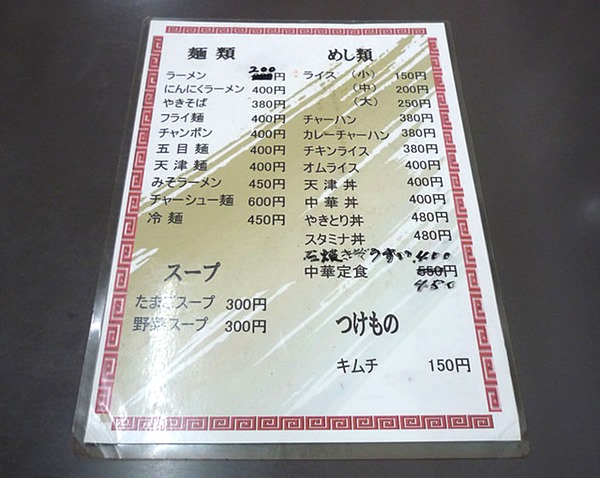 麺類
ラーメン 200円
にんにくラーメン 400円
やきそば 380円
フライ麺 400円
チャンポン 400円
五目麺 400円
天津麺 400円
みそラーメン 450円
チャーシュー麺 600円
冷麺 450円
スープ
たまごスープ 300円
野菜スープ 300円
めし類
ライス (小) 150円
(中) 200円
(大) 250円
チャーハン 380円
カレーチャーハン 380円
チキンライス 380円
オムライス 400円
天津丼 400円
中華丼 400円
やきとり丼 480円
スタミナ丼 480円
石焼きぞうすい 400
中華定食 550円
450
つけもの
キムチ 150円